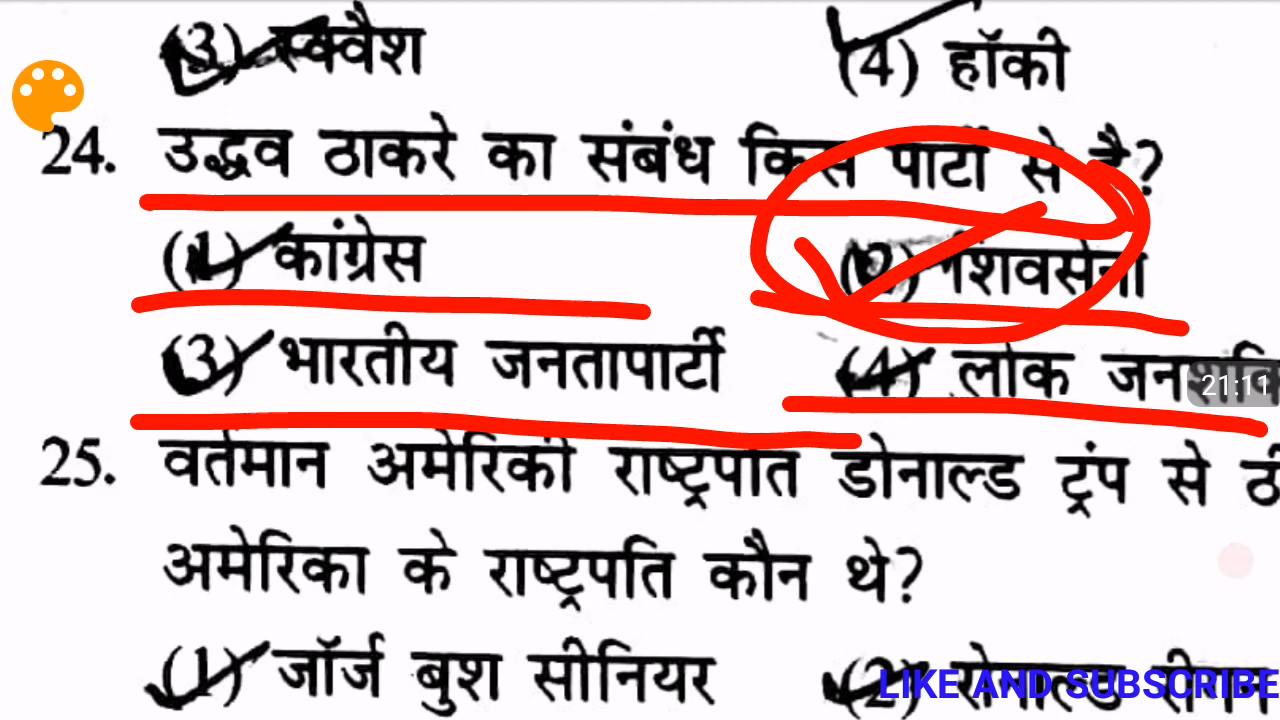 (3) स्क्वैश (4) हॉकी
24. उद्धव ठाकरे का संबंध किस पार्टी से है?
(1) कांग्रेस (2) शिवसेना
(3) भारतीय जनतापार्टी (4) लोक
21:11
25. वर्तमान अमेरिकी राष्ट्रपति डोनाल्ड ट्रंप से
अमेरिका के राष्ट्रपति कौन थे?
(1) जॉर्ज बुश सीनियर (2) रोनाल्ड रीगन
LIKE AND SUBSCRIBE